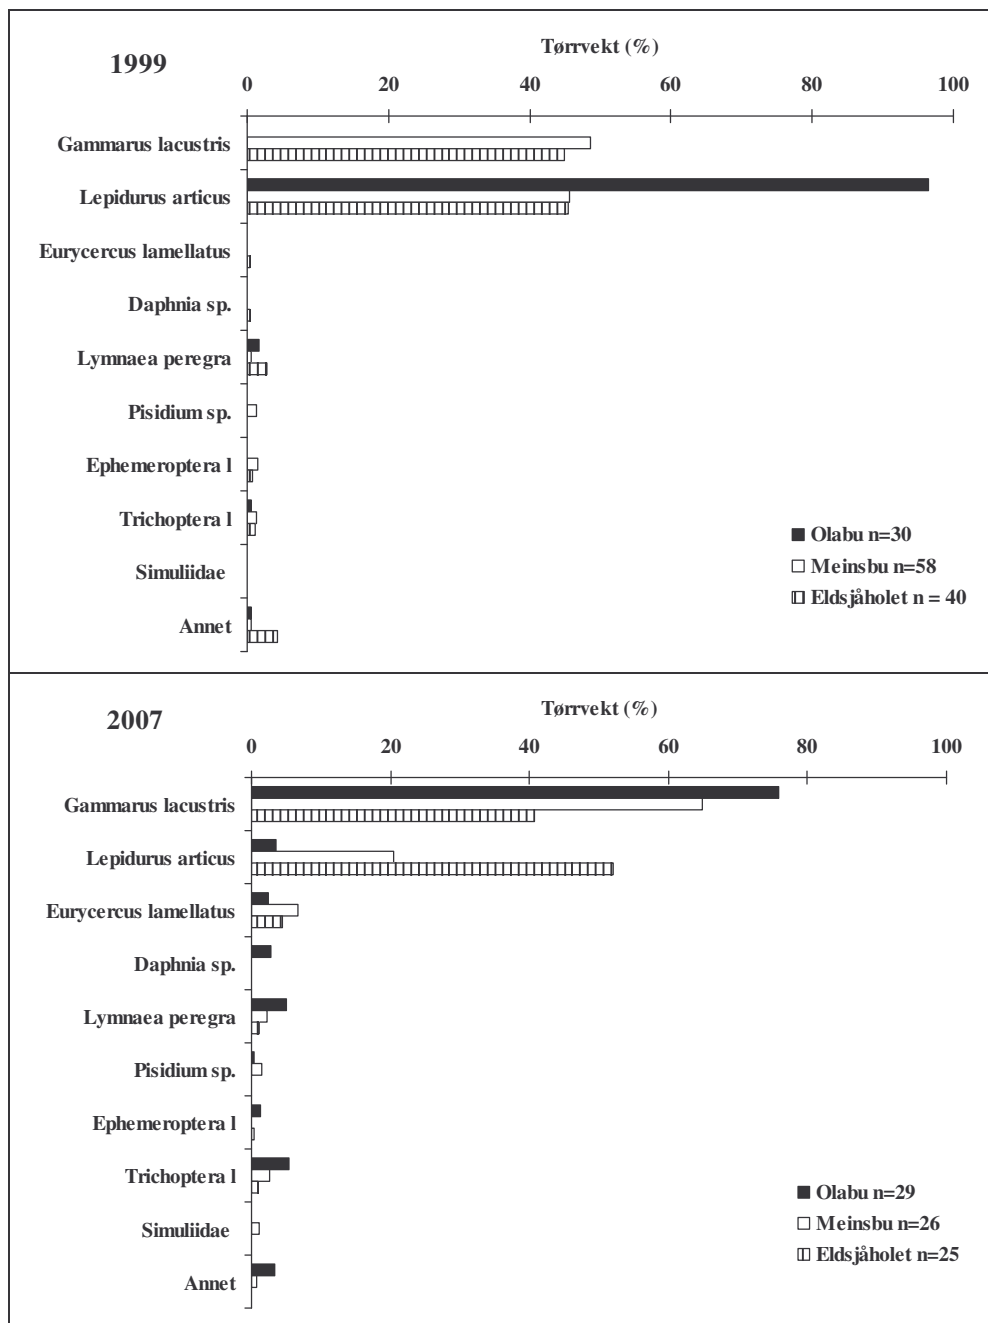 Tørrvekt (%)
1999
0 20 40 60 80 100
Gammarus lacustris
Lepidurus articus
Eurycercus lamellatus
Daphnia sp.
Lymnaea peregra
Pisidium sp.
Ephemeroptera l
Trichoptera l
Simuliidae
Annet
Olabu n=30
Meinsbu n=58
Eldsjåholet n = 40
Tørrvekt (%)
2007
0 20 40 60 80 100
Gammarus lacustris
Lepidurus articus
Eurycercus lamellatus
Daphnia sp.
Lymnaea peregra
Pisidium sp.
Ephemeroptera l
Trichoptera l
Simuliidae
Annet
Olabu n=29
Meinsbu n=26
Eldsjåholet n=25